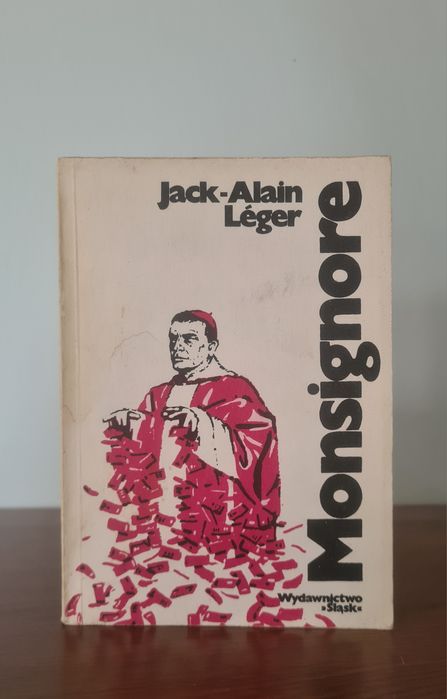 Jack-Alain
Léger
Monsignore
Wydawnictwo
»Śląsk«